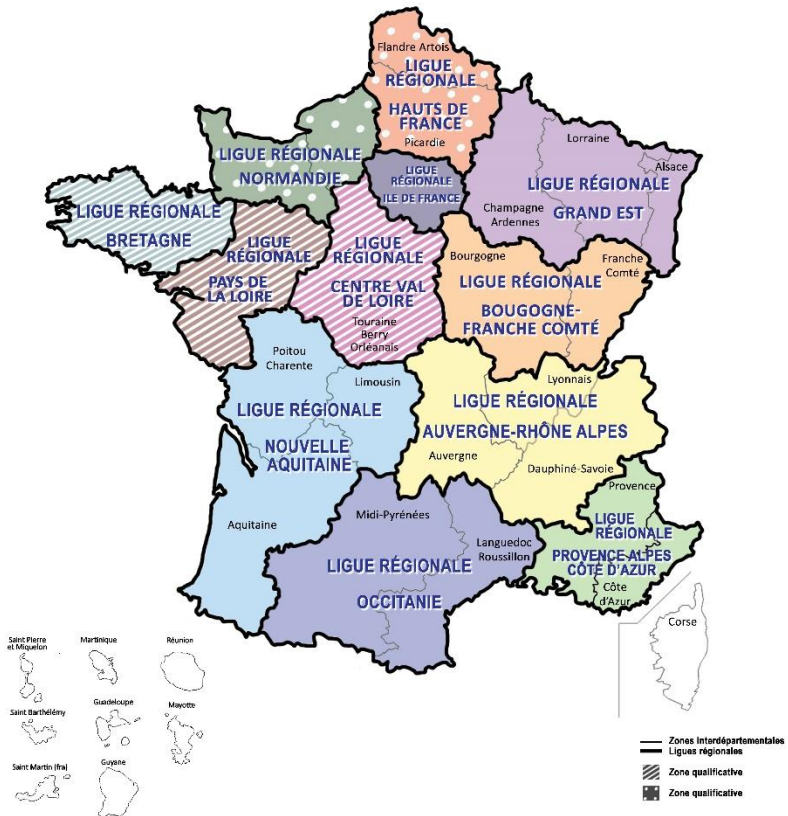 Flandre Artois
LIGUE
RÉGIONALE
HAUTS DE
FRANCE
Picardie
LIGUE RÉGIONALE
NORMANDIE
LIGUE
RÉGIONALE
ILE DE FRANCE
Lorraine
Alsace
LIGUE RÉGIONALE
GRAND EST
Champagne
Ardennes
LIGUE RÉGIONALE
BRETAGNE
LIGUE
RÉGIONALE
PAYS DE
LA LOIRE
LIGUE
RÉGIONALE
CENTRE VAL
DE LOIRE
Touraine
Berry
Orléanais
Bourgogne
Franche
Comté
LIGUE RÉGIONALE
BOUGOGNE-
FRANCHE COMTÉ
Poitou
Charente
Limousin
LIGUE RÉGIONALE
NOUVELLE
AQUITAINE
Aquitaine
Lyonnais
LIGUE RÉGIONALE
AUVERGNE-RHÔNE ALPES
Auvergne
Dauphiné-Savoie
Midi-Pyrénées
Languedoc
Roussillon
LIGUE RÉGIONALE
OCCITANIE
Provence
LIGUE
RÉGIONALE
PROVENCE ALPES
CÔTE D'AZUR
Côte
d'Azur
Corse
Saint Pierre
et Miquelon
Martinique
Réunion
Saint Barthélémy
Guadeloupe
Mayotte
Saint Martin (fra)
Guyane
Zones Interdépartementales
Ligues régionales
Zone qualificative
Zone qualificative